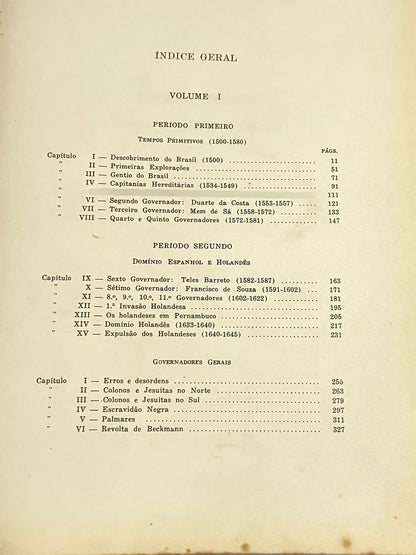 ÍNDICE GERAL
VOLUME I
PERIODO PRIMEIRO
TEMPOS PRIMITIVOS (1500-1580)
PÁGS.
Capítulo I — Descobrimento do Brasil (1500) .......................... 11
" II — Primeiras Explorações .......................... 51
" III — Gentio do Brasil .......................... 71
" IV — Capitanías Hereditárias (1534-1549) .......................... 91
111
" VI — Segundo Governador: Duarte da Costa (1553-1557) ..... 121
" VII — Terceiro Governador: Mem de Sá (1558-1572) .......... 133
" VIII — Quarto e Quinto Governadores (1572-1581) .............. 147
PERIODO SEGUNDO
DOMÍNIO ESPANHOL E HOLANDÊS
Capítulo IX — Sexto Governador: Teles Barreto (1582-1587) .......... 163
" X — Sétimo Governador: Francisco de Souza (1591-1602) ... 171
" XI — 8.º, 9.º, 10.º, 11.º Governadores (1602-1622) ............ 181
" XII — 1.ª Invasão Holandesa .......................... 195
" XIII — Os holandeses em Pernambuco .......................... 205
" XIV — Domínio Holandês (1633-1640) .......................... 217
" XV — Expulsão dos Holandeses (1640-1645) .................. 231
GOVERNADORES GERAIS
Capítulo I — Erros e desordens .......................... 255
" II — Colonos e Jesuítas no Norte .......................... 263
" III — Colonos e Jesuítas no Sul .......................... 279
" IV — Escravidão Negra .......................... 297
" V — Palmares .......................... 311
" VI — Revolta de Beckmann .......................... 327